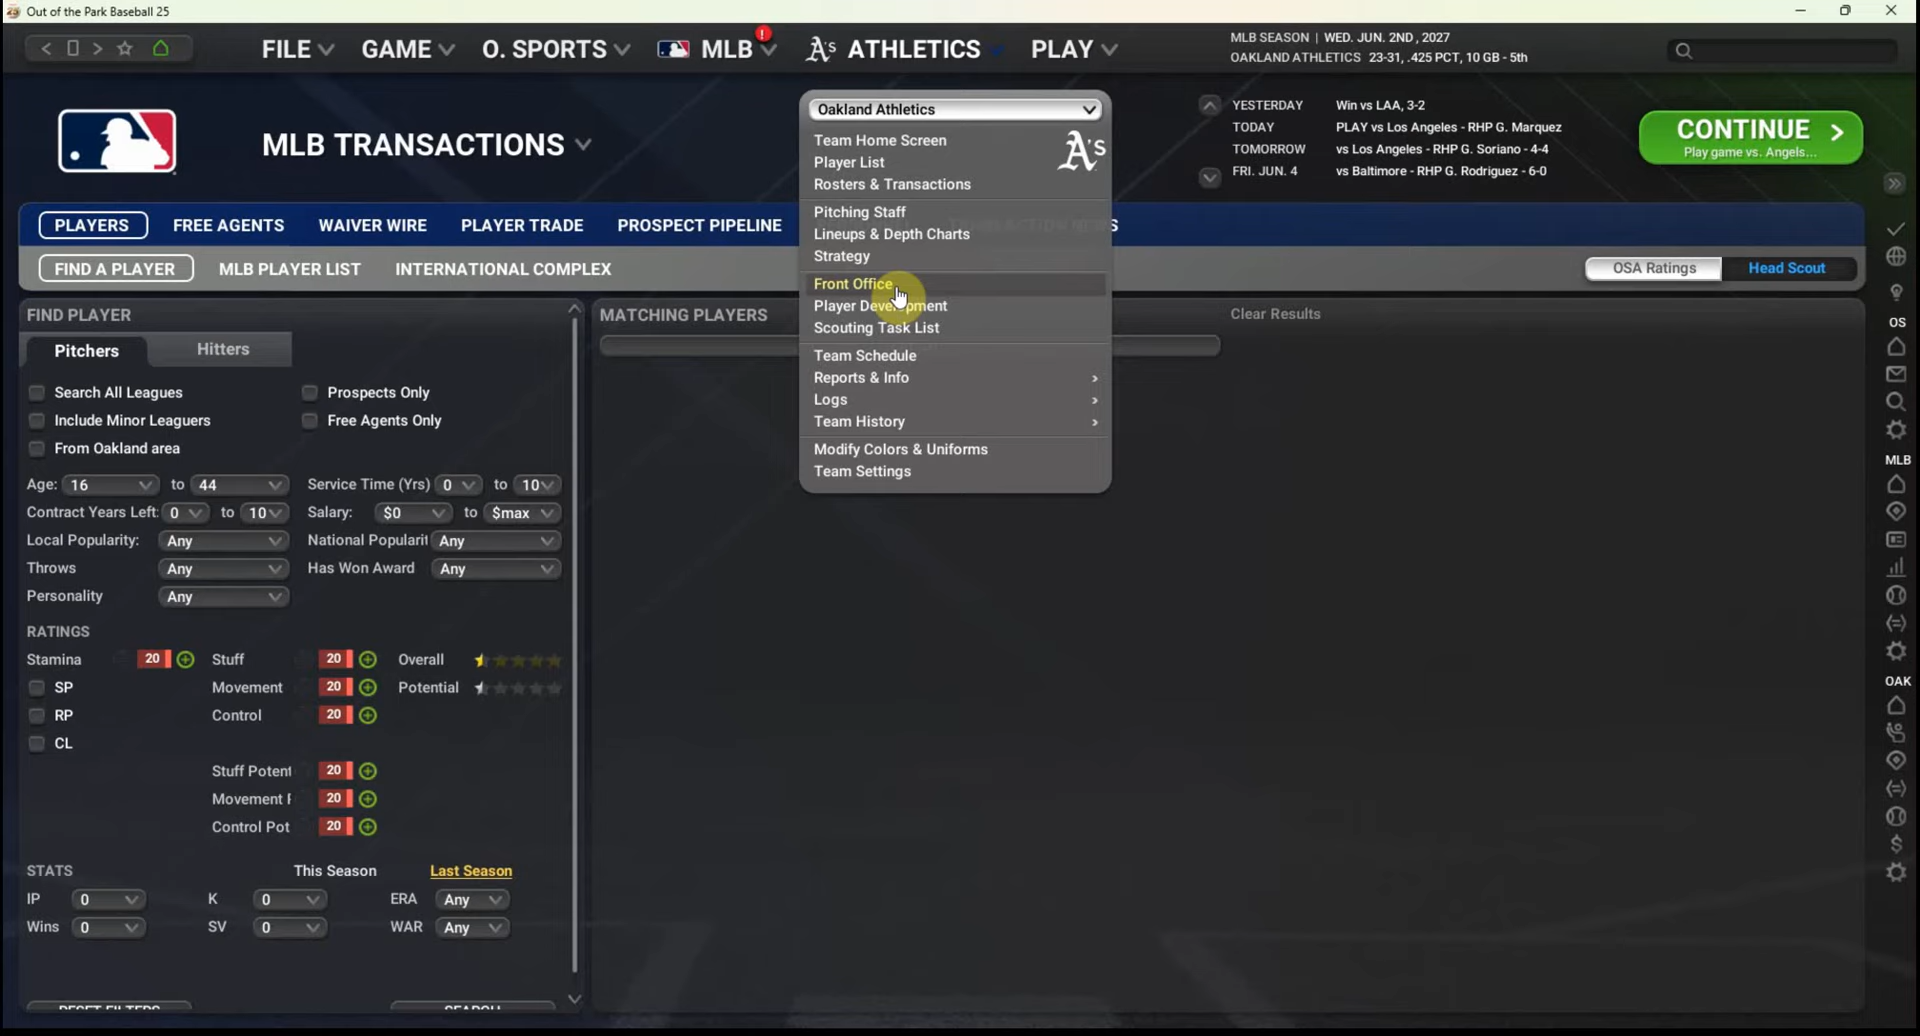 Out of the Park Baseball 25
FILE GAME O. SPORTS MLB ! A's ATHLETICS PLAY
MLB SEASON | WED. JUN. 2ND, 2027
OAKLAND ATHLETICS 23-31, .425 PCT, 10 GB - 5th
MLB TRANSACTIONS
Oakland Athletics
Team Home Screen
A's
Player List
Rosters & Transactions
Pitching Staff
Lineups & Depth Charts
Strategy
Front Office
Player Development
Scouting Task List
Team Schedule
Reports & Info
Logs
Team History
Modify Colors & Uniforms
Team Settings
YESTERDAY Win vs LAA, 3-2
TODAY PLAY vs Los Angeles - RHP G. Marquez
TOMORROW vs Los Angeles - RHP G. Soriano - 4-4
FRI. JUN. 4 vs Baltimore - RHP G. Rodriguez - 6-0
CONTINUE
Play game vs. Angels...
PLAYERS FREE AGENTS WAIVER WIRE PLAYER TRADE PROSPECT PIPELINE
FIND A PLAYER MLB PLAYER LIST INTERNATIONAL COMPLEX
OSA Ratings Head Scout
FIND PLAYER
Pitchers Hitters
Search All Leagues Prospects Only
Include Minor Leaguers Free Agents Only
From Oakland area
Age: 16 to 44 Service Time (Yrs) 0 to 10
Contract Years Left: 0 to 10 Salary: $0 to $max
Local Popularity: Any National Popularit Any
Throws Any Has Won Award Any
Personality Any
RATINGS
Stamina 20 Stuff 20 Overall
SP Movement 20 Potential
RP Control 20
CL
Stuff Potent 20
Movement P 20
Control Pot 20
STATS This Season Last Season
IP 0 K 0 ERA Any
Wins 0 SV 0 WAR Any
RESET FILTERS SEARCH
MATCHING PLAYERS Clear Results
OS
MLB
OAK